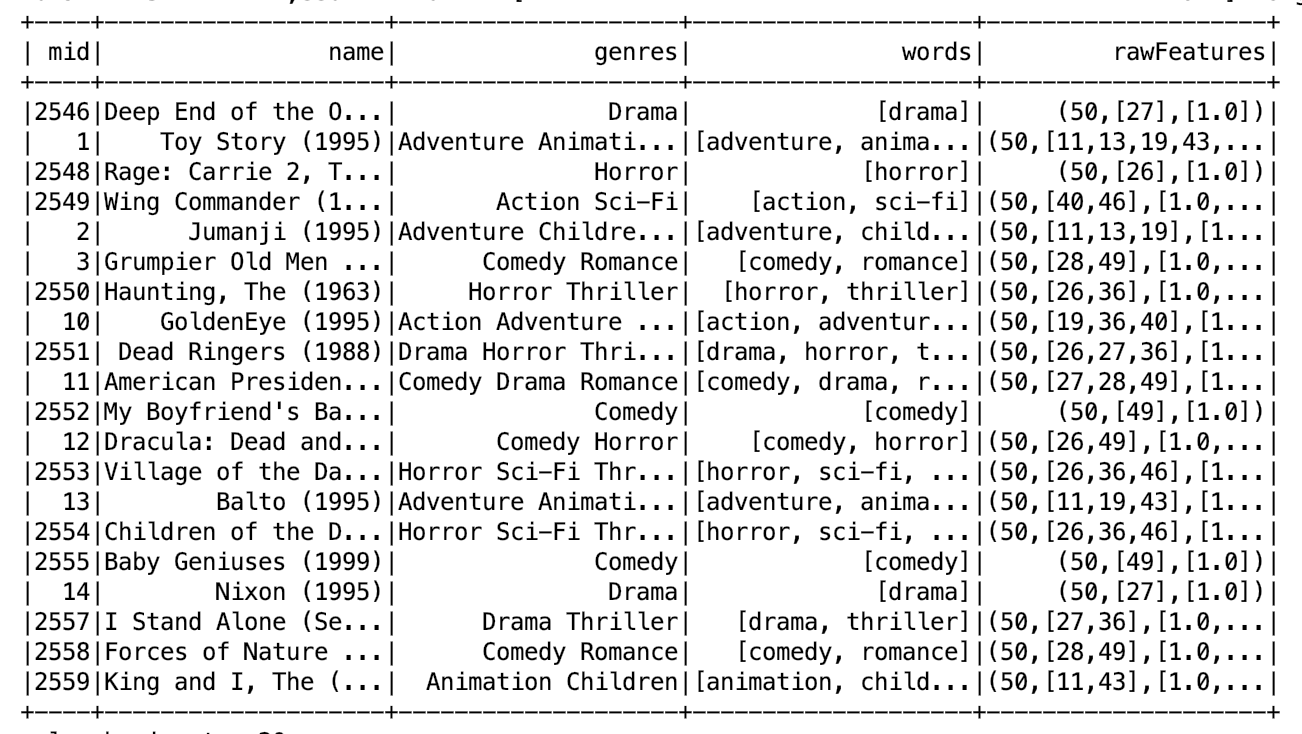 +----+--------------------+--------------------+--------------------+--------------------+
| mid|                name|              genres|               words|         rawFeatures|
+----+--------------------+--------------------+--------------------+--------------------+
|2546|Deep End of the O...|               Drama|             [drama]|     (50,[27],[1.0])|
|   1|    Toy Story (1995)|Adventure Animati...|[adventure, anima...|(50,[11,13,19,43,...|
|2548|Rage: Carrie 2, T...|              Horror|            [horror]|     (50,[26],[1.0])|
|2549|Wing Commander (1...|       Action Sci-Fi|    [action, sci-fi]|(50,[40,46],[1.0,...|
|   2|      Jumanji (1995)|Adventure Childre...|[adventure, child...|(50,[11,13,19],[1...|
|   3|Grumpier Old Men ...|      Comedy Romance|   [comedy, romance]|(50,[28,49],[1.0,...|
|2550|Haunting, The (1963)|     Horror Thriller|  [horror, thriller]|(50,[26,36],[1.0,...|
|  10|    GoldenEye (1995)|Action Adventure ...|[action, adventur...|(50,[19,36,40],[1...|
|2551| Dead Ringers (1988)|Drama Horror Thri...|[drama, horror, t...|(50,[26,27,36],[1...|
|  11|American Presiden...|Comedy Drama Romance|[comedy, drama, r...|(50,[27,28,49],[1...|
|2552|My Boyfriend's Ba...|              Comedy|            [comedy]|     (50,[49],[1.0])|
|  12|Dracula: Dead and...|       Comedy Horror|    [comedy, horror]|(50,[26,49],[1.0,...|
|2553|Village of the Da...|Horror Sci-Fi Thr...|[horror, sci-fi, ...|(50,[26,36,46],[1...|
|  13|        Balto (1995)|Adventure Animati...|[adventure, anima...|(50,[11,19,43],[1...|
|2554|Children of the D...|Horror Sci-Fi Thr...|[horror, sci-fi, ...|(50,[26,36,46],[1...|
|2555|Baby Geniuses (1999)|              Comedy|            [comedy]|     (50,[49],[1.0])|
|  14|        Nixon (1995)|               Drama|             [drama]|     (50,[27],[1.0])|
|2557|I Stand Alone (Se...|      Drama Thriller|   [drama, thriller]|(50,[27,36],[1.0,...|
|2558|Forces of Nature ...|      Comedy Romance|   [comedy, romance]|(50,[28,49],[1.0,...|
|2559|King and I, The (...|  Animation Children|[animation, child...|(50,[11,43],[1.0,...|
+----+--------------------+--------------------+--------------------+--------------------+